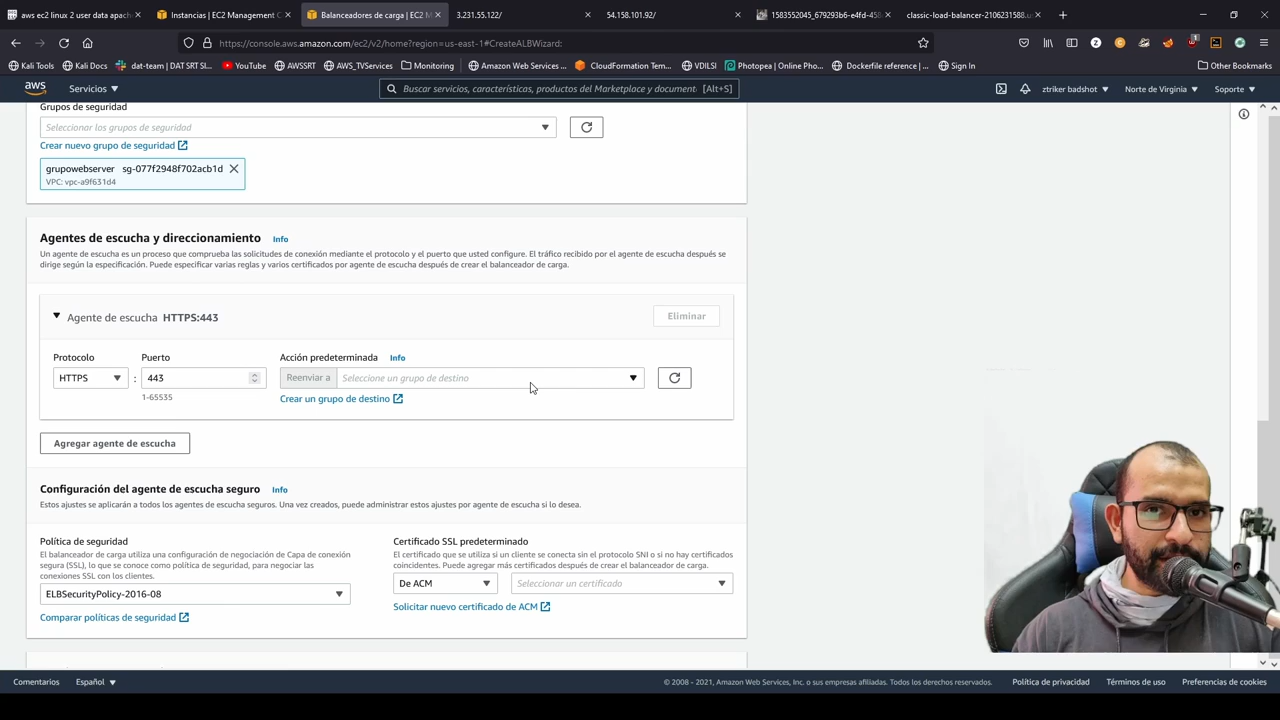 aws ec2 linux 2 user data apach
Instancias | EC2 Management C
Balanceadores de carga | EC2 M
3.231.55.122/
54.158.101.92/
1583552045_679293b6-e4fd-458
classic-load-balancer-2106231588.u
https://console.aws.amazon.com/ec2/v2/home?region=us-east-1#CreateALBWizard:
Kali Tools
Kali Docs
dat-team | DAT SRT Sl...
YouTube
AWSSRT
AWS_TVServices
Monitoring
Amazon Web Services ...
CloudFormation Tem...
VDILSI
Photopea | Online Pho...
Dockerfile reference | ...
Sign In
Other Bookmarks
aws
Servicios
Buscar servicios, características, productos del Marketplace y document
[Alt+S]
ztriker badshot
Norte de Virginia
Soporte
Grupos de seguridad
Seleccionar los grupos de seguridad
Crear nuevo grupo de seguridad
grupowebserver sg-077f2948f702acb1d
VPC: vpc-a9f631d4
Agentes de escucha y direccionamiento Info
Un agente de escucha es un proceso que comprueba las solicitudes de conexión mediante el protocolo y el puerto que usted configure. El tráfico recibido por el agente de escucha después se
dirige según la especificación. Puede especificar varias reglas y varios certificados por agente de escucha después de crear el balanceador de carga.
Agente de escucha HTTPS:443
Eliminar
Protocolo
Puerto
Acción predeterminada Info
HTTPS
:
443
Reenviar a
Seleccione un grupo de destino
1-65535
Crear un grupo de destino
Agregar agente de escucha
Configuración del agente de escucha seguro Info
Estos ajustes se aplicarán a todos los agentes de escucha seguros. Una vez creados, puede administrar estos ajustes por agente de escucha si lo desea.
Política de seguridad
El balanceador de carga utiliza una configuración de negociación de Capa de conexión
segura (SSL), lo que se conoce como política de seguridad, para negociar las
conexiones SSL con los clientes.
ELBSecurityPolicy-2016-08
Comparar políticas de seguridad
Certificado SSL predeterminado
El certificado que se utiliza si un cliente se conecta sin el protocolo SNI o si no hay certificados
coincidentes. Puede agregar más certificados después de crear el balanceador de carga.
De ACM
Seleccionar un certificado
Solicitar nuevo certificado de ACM
Comentarios
Español
© 2008 - 2021, Amazon Web Services, Inc. o sus empresas afiliadas. Todos los derechos reservados.
Política de privacidad
Términos de uso
Preferencias de cookies